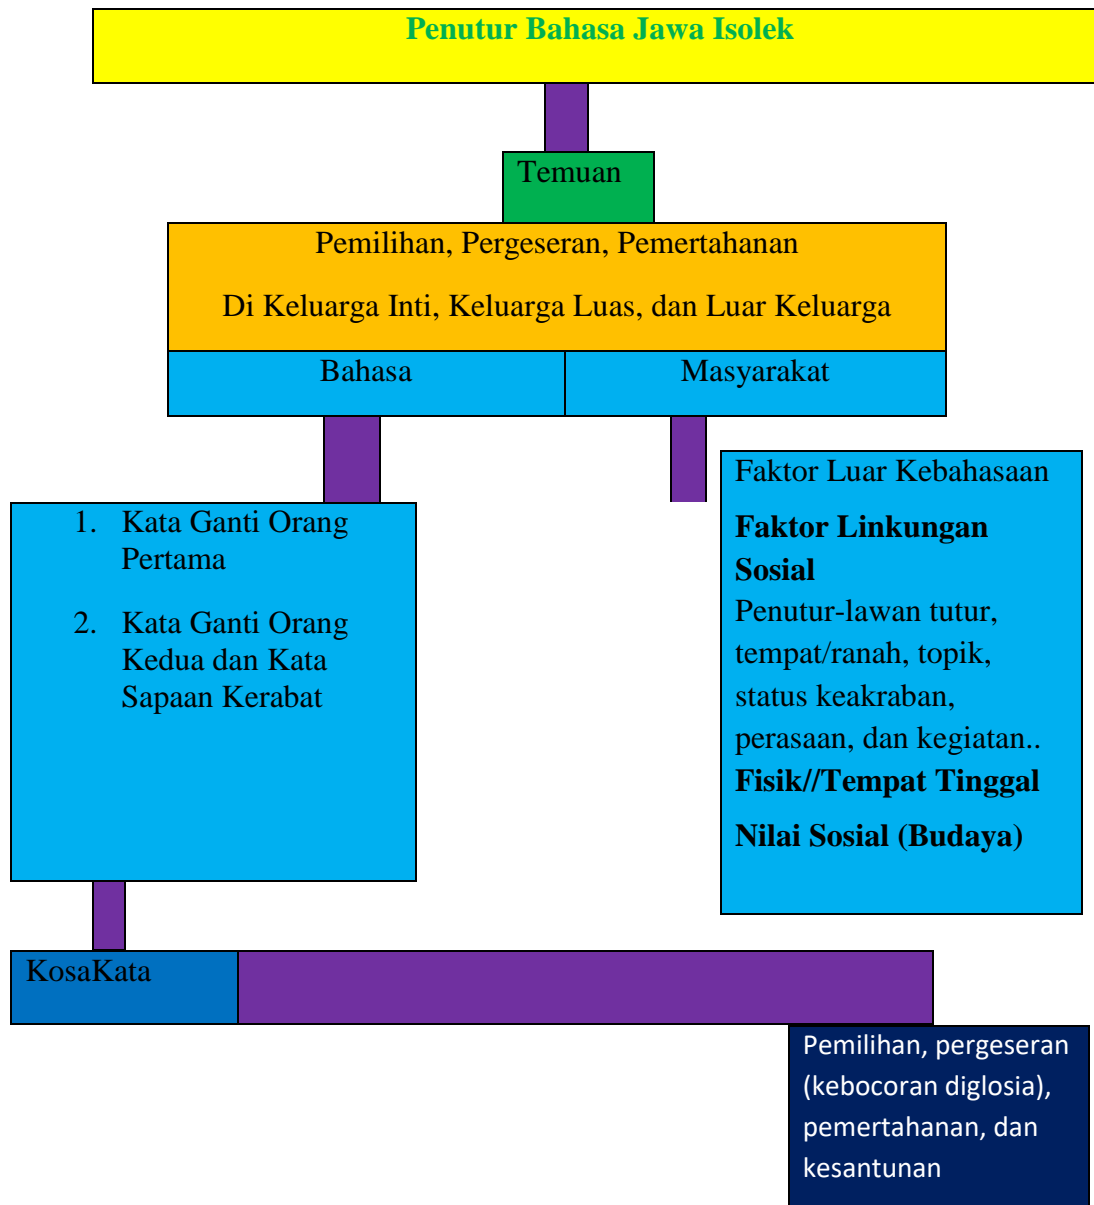 Penutur Bahasa Jawa Isolek
Temuan
Pemilihan, Pergeseran, Pemertahanan
Di Keluarga Inti, Keluarga Luas, dan Luar Keluarga
Bahasa
Masyarakat
1. Kata Ganti Orang
Pertama
2. Kata Ganti Orang
Kedua dan Kata
Sapaan Kerabat
Faktor Luar Kebahasaan
Faktor Linkungan
Sosial
Penutur-lawan tutur,
tempat/ranah, topik,
status keakraban,
perasaan, dan kegiatan..
Fisik//Tempat Tinggal
Nilai Sosial (Budaya)
KosaKata
Pemilihan, pergeseran
(kebocoran diglosia),
pemertahanan, dan
kesantunan